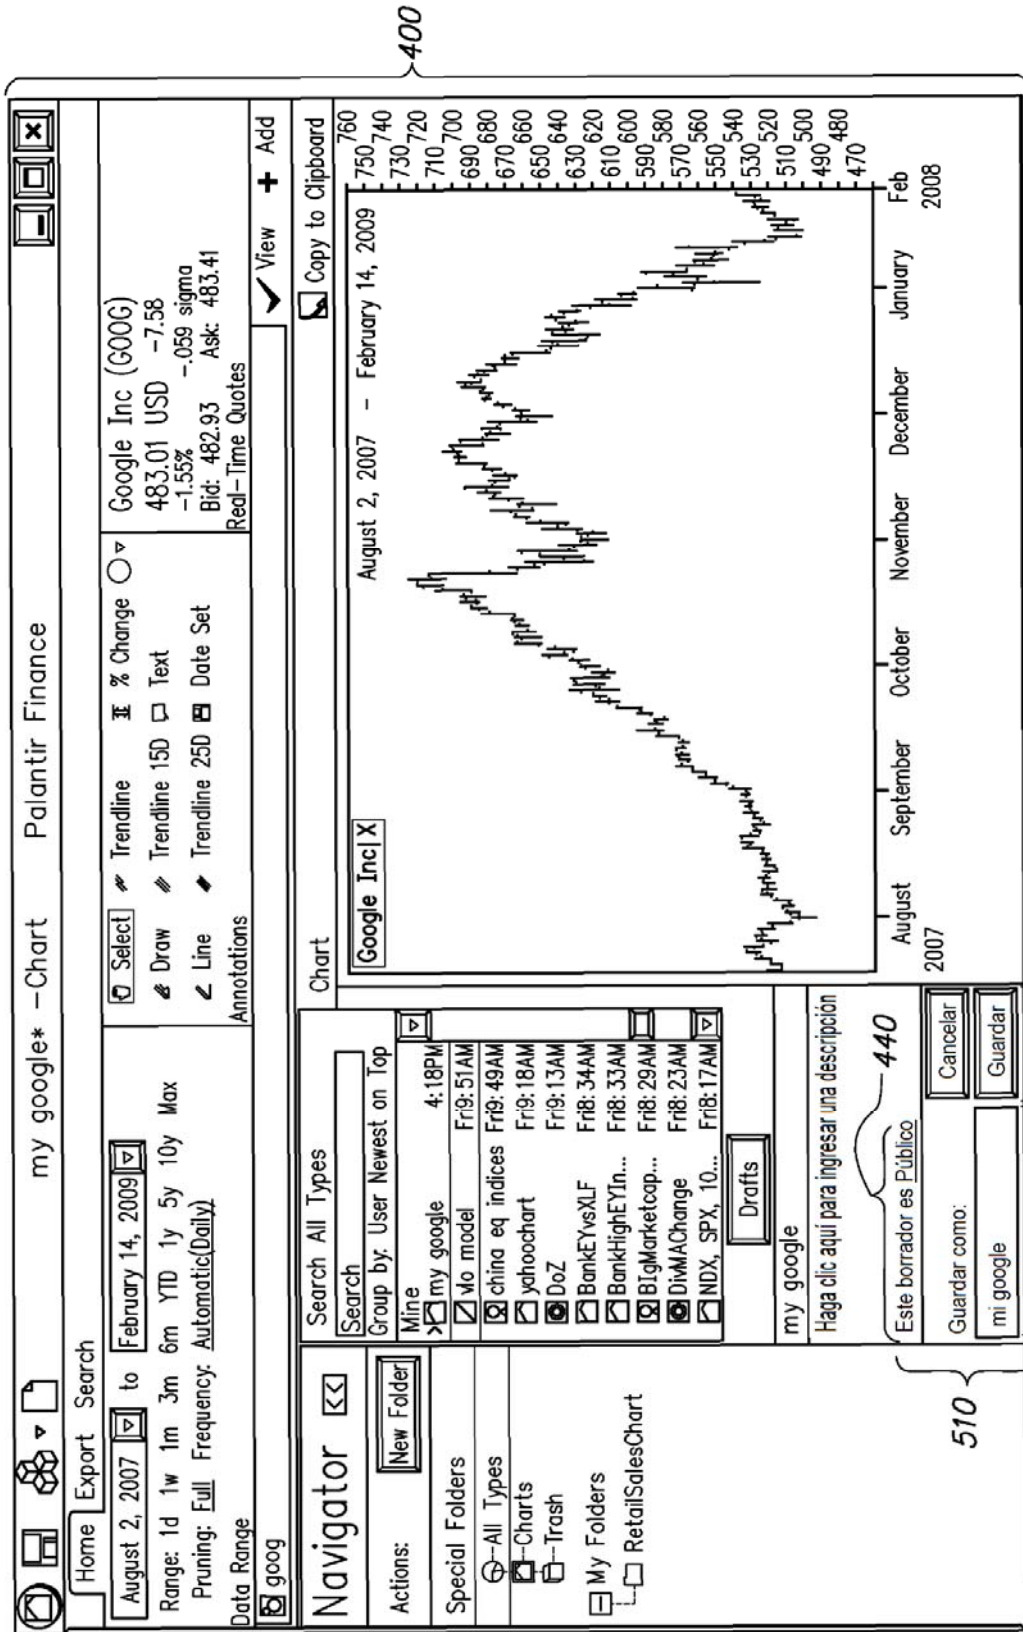 my google* -Chart Palantir Finance
Home Export Search
August 2, 2007 to February 14, 2009
Range: 1d 1w 1m 3m 6m YTD 1y 5y 10y Max
Pruning: Full Frequency: Automatic(Daily)
Data Range
Select Trendline % Change
Draw Trendline 15D Text
Line Trendline 25D Date Set
Annotations
Google Inc (GOOG)
483.01 USD -7.58
-1.55% -.059 sigma
Bid: 482.93 Ask: 483.41
Real-Time Quotes
goog
View + Add
Navigator <<
Actions: New Folder
Special Folders
All Types
Charts
Trash
My Folders
RetailSalesChart
Search All Types
Search
Group by: User Newest on Top
Mine
my google 4:18PM
vlo model Fri9:51AM
china eq indices Fri9:49AM
yahoochart Fri9:18AM
DoZ Fri9:13AM
BankEYvsXLF Fri8:34AM
BankHighEYIn... Fri8:33AM
BIgMarketcap... Fri8:29AM
DivMAChange Fri8:23AM
NDX, SPX, 10... Fri8:17AM
Drafts
my google
Haga clic aquí para ingresar una descripción
440
Este borrador es Público
Guardar como:
mi google
Cancelar
Guardar
510
Chart
Copy to Clipboard
Google Inc|X
August 2, 2007 - February 14, 2009
760
750
740
730
720
710
700
690
680
670
660
650
640
630
620
610
600
590
580
570
560
550
540
530
520
510
500
490
480
470
August September October November December January Feb
2007 2008
400